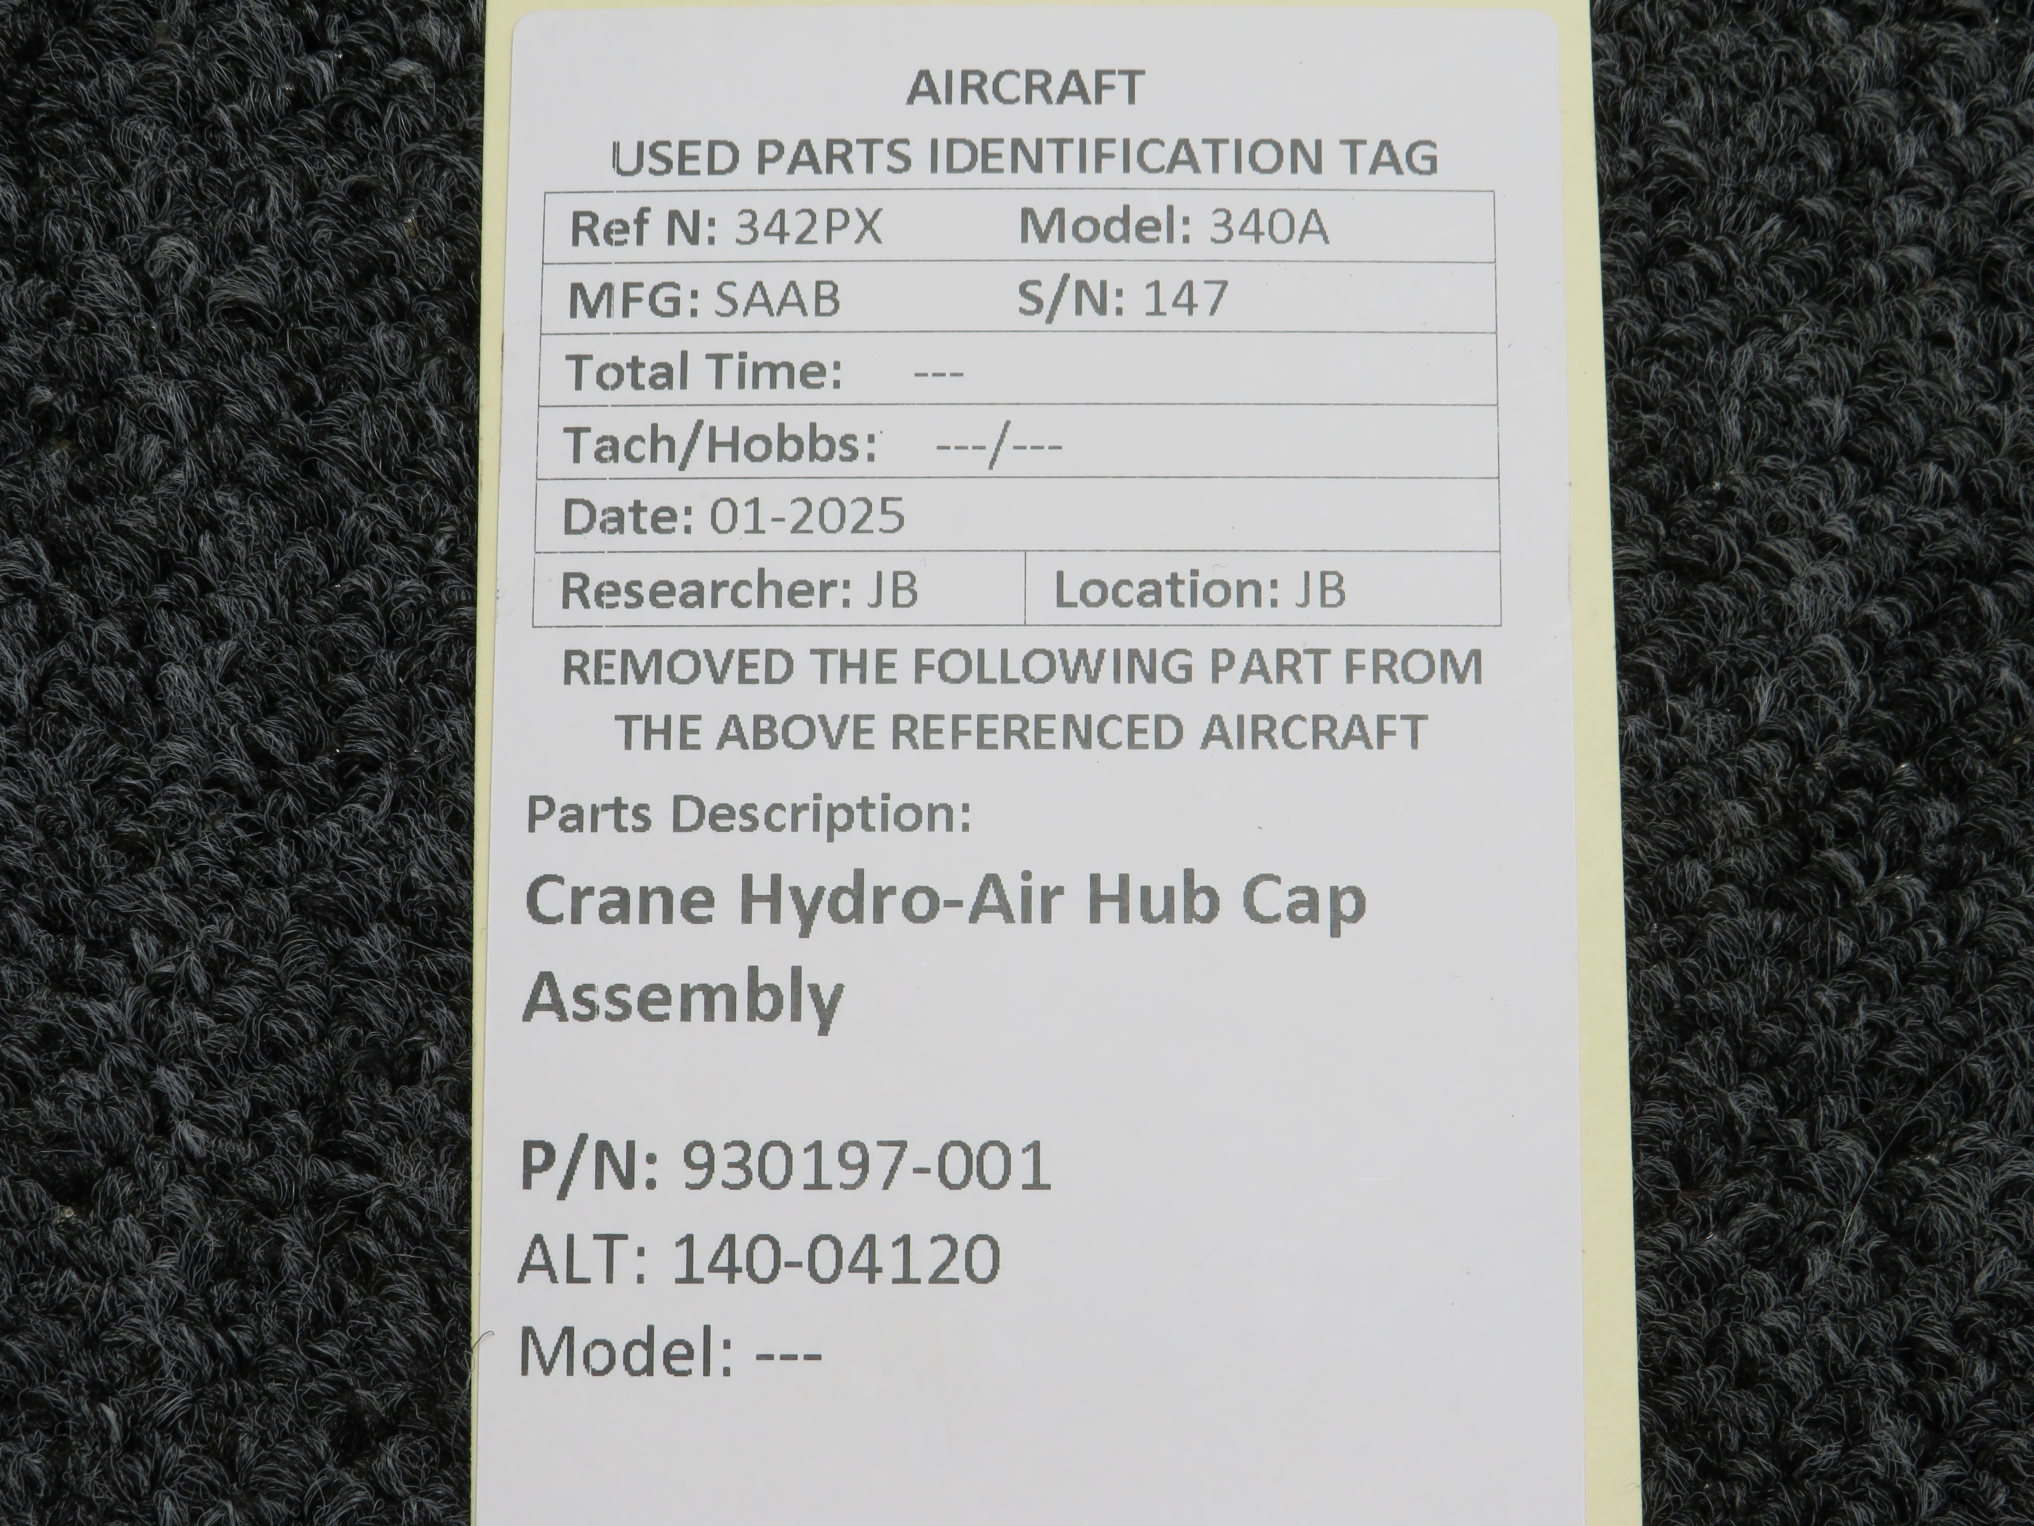 AIRCRAFT
USED PARTS IDENTIFICATION TAG
Ref N: 342PX Model: 340A
MFG: SAAB S/N: 147
Total Time: ---
Tach/Hobbs: ---/---
Date: 01-2025
Researcher: JB Location: JB
REMOVED THE FOLLOWING PART FROM
THE ABOVE REFERENCED AIRCRAFT
Parts Description:
Crane Hydro-Air Hub Cap
Assembly
P/N: 930197-001
ALT: 140-04120
Model: ---